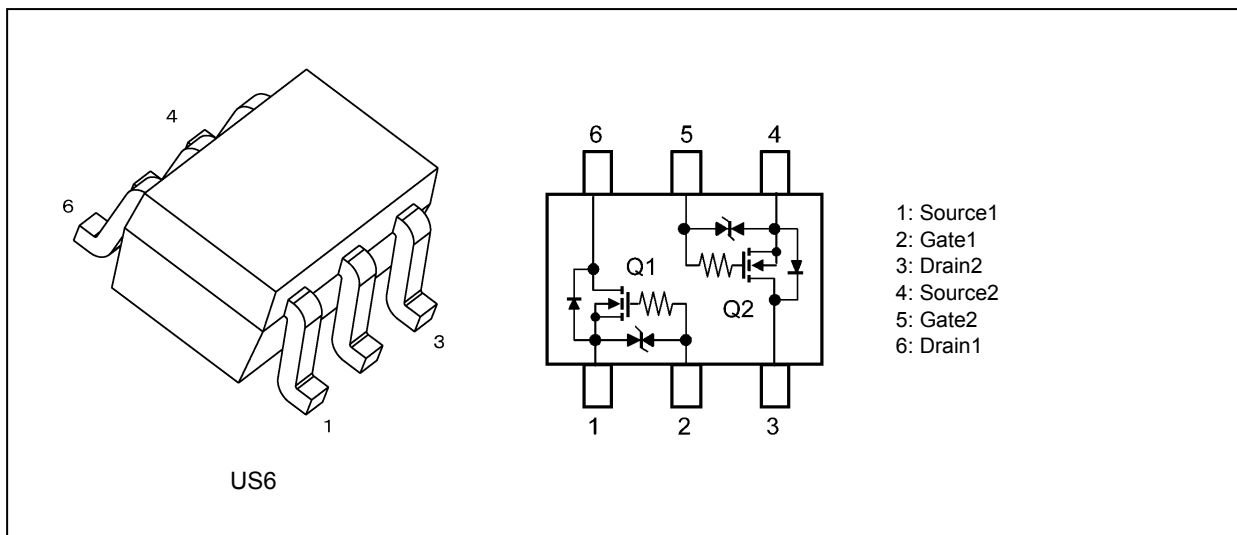 4
6
3
1
US6
6 5 4
Q1
Q2
1 2 3
1: Source1
2: Gate1
3: Drain2
4: Source2
5: Gate2
6: Drain1